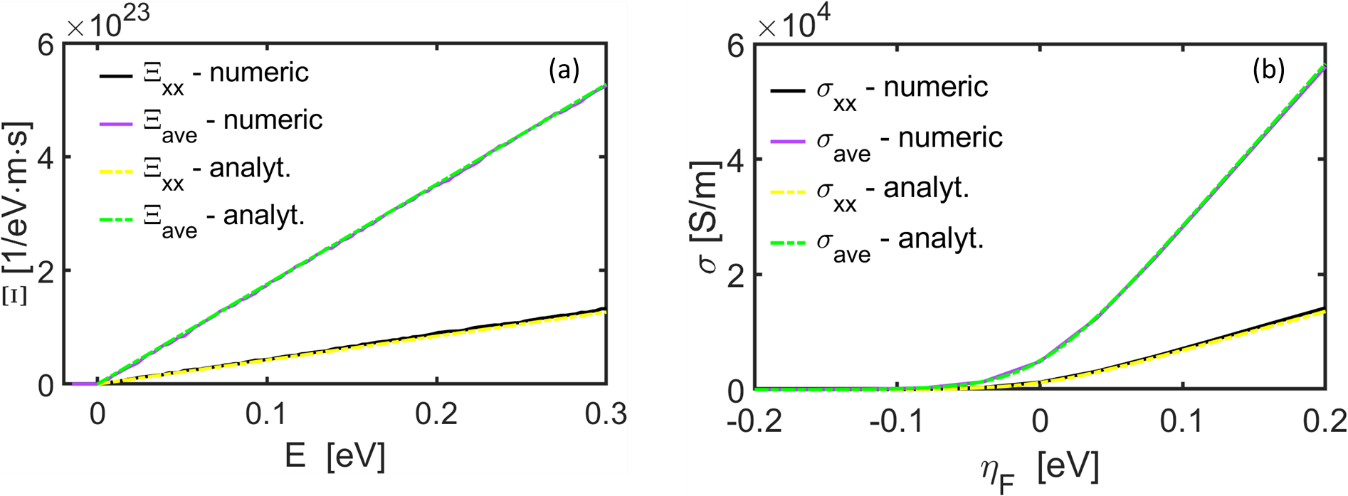 ×10²³
(a)
Ξxx - numeric
Ξave - numeric
Ξxx - analyt.
Ξave - analyt.
6
4
2
0
Ξ [1/eV·m·s]
0 0.1 0.2 0.3
E [eV]
×10⁴
(b)
σxx - numeric
σave - numeric
σxx - analyt.
σave - analyt.
6
4
2
0
σ [S/m]
-0.2 -0.1 0 0.1 0.2
ηF [eV]